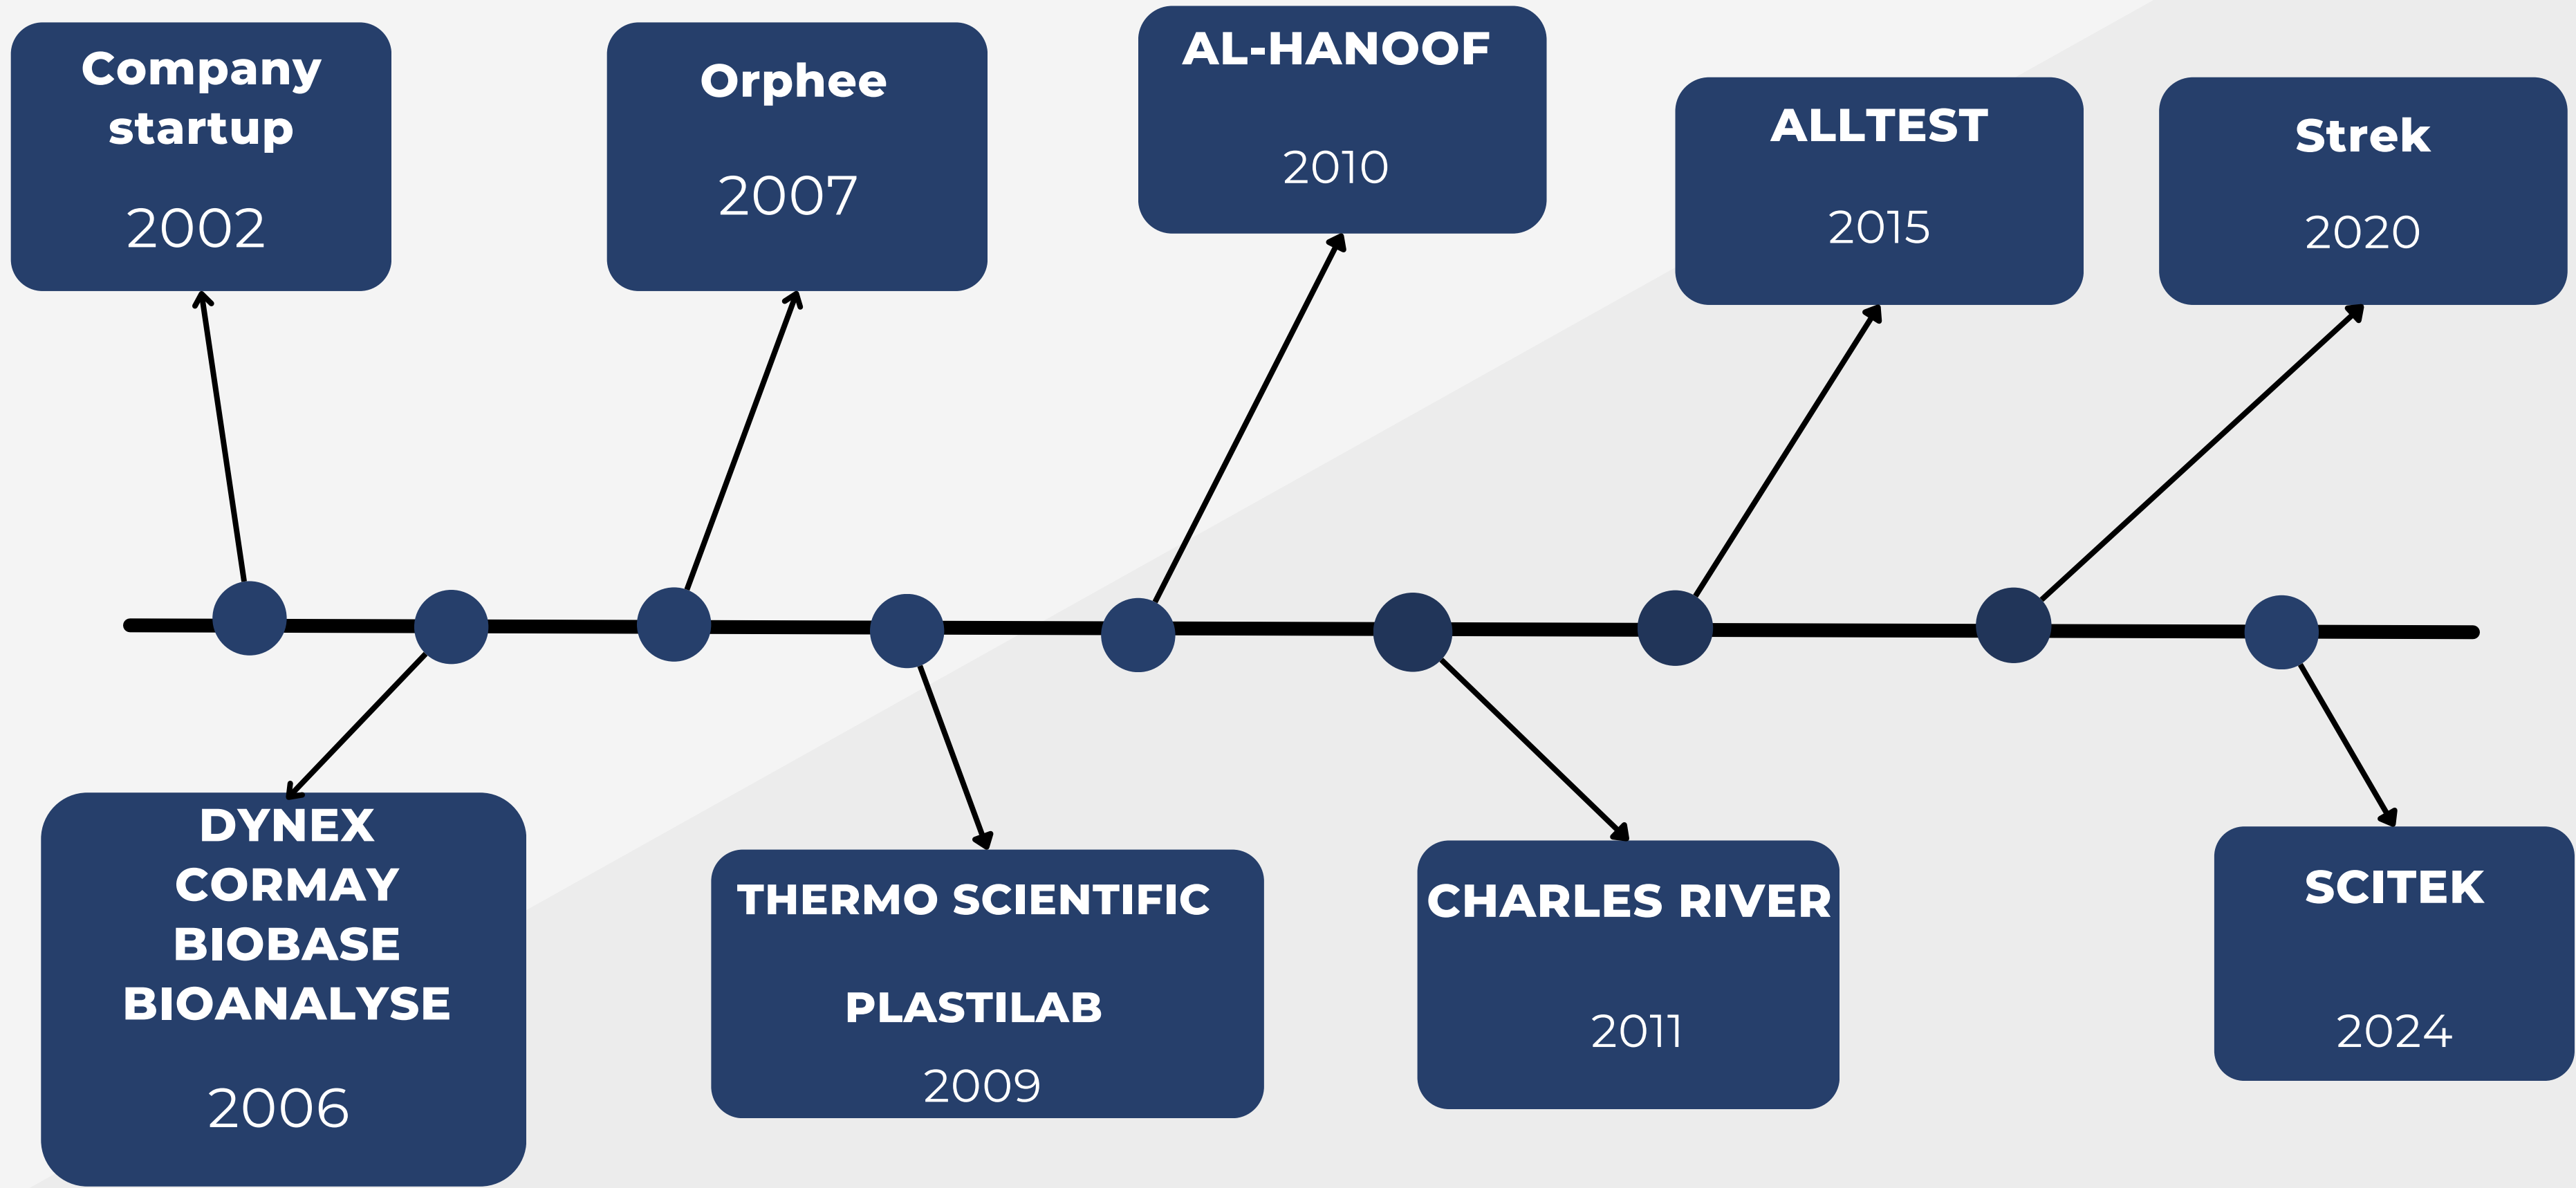 Company
startup
2002
Orphee
2007
AL-HANOOF
2010
ALLTEST
2015
Strek
2020
DYNEX
CORMAY
BIOBASE
BIOANALYSE
2006
THERMO SCIENTIFIC
PLASTILAB
2009
CHARLES RIVER
2011
SCITEK
2024